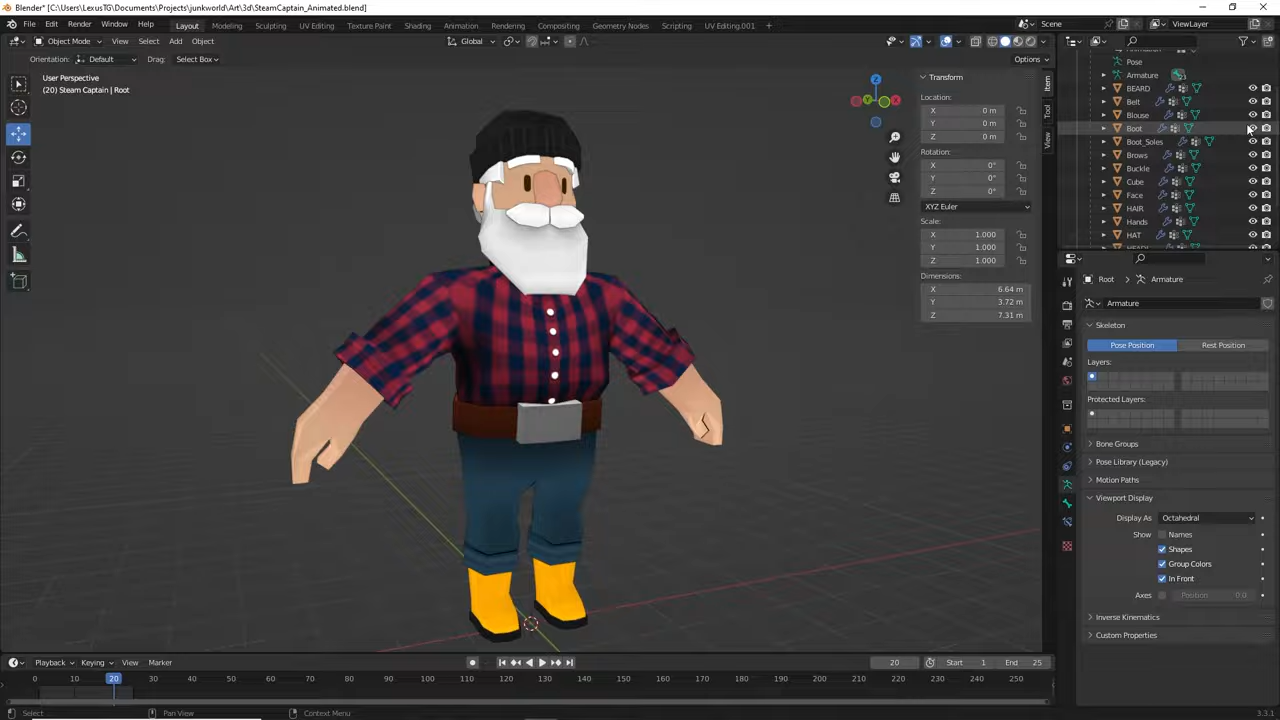 Blender* [C:\Users\LexusTG\Documents\Projects\junkworld\Art\3d\SteamCaptain_Animated.blend]
File Edit Render Window Help Layout Modeling Sculpting UV Editing Texture Paint Shading Animation Rendering Compositing Geometry Nodes Scripting UV Editing.001 Scene ViewLayer
Object Mode View Select Add Object Global
Orientation: Default Drag: Select Box Options
User Perspective
(20) Steam Captain | Root
Transform
Location:
X 0 m
Y 0 m
Z 0 m
Rotation:
X 0°
Y 0°
Z 0°
XYZ Euler
Scale:
X 1.000
Y 1.000
Z 1.000
Dimensions:
X 6.64 m
Y 3.72 m
Z 7.31 m
Item
Tool
View
Z
Y
X
Pose
Armature
BEARD
Belt
Blouse
Boot
Boot_Soles
Brows
Buckle
Cube
Face
HAIR
Hands
HAT
Root Armature
Armature
Skeleton
Pose Position Rest Position
Layers:
Protected Layers:
Bone Groups
Pose Library (Legacy)
Motion Paths
Viewport Display
Display As Octahedral
Show Names
Shapes
Group Colors
In Front
Axes Position 0.0
Inverse Kinematics
Custom Properties
Playback Keying View Marker 20 Start 1 End 25
0 10 20 30 40 50 60 70 80 90 100 110 120 130 140 150 160 170 180 190 200 210 220 230 240 250
Select Pan View Context Menu 3.3.1